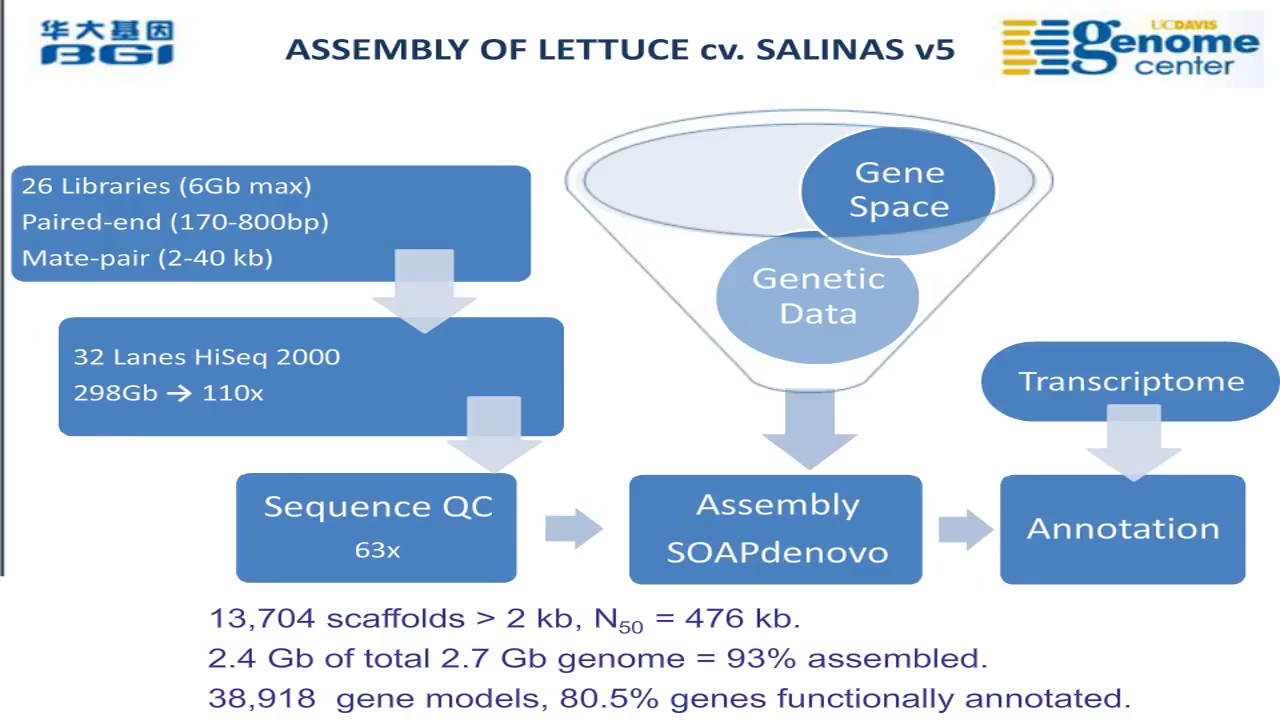 华大基因
BGI
ASSEMBLY OF LETTUCE cv. SALINAS v5
UCDAVIS
genome
center
26 Libraries (6Gb max)
Paired-end (170-800bp)
Mate-pair (2-40 kb)
32 Lanes HiSeq 2000
298Gb → 110x
Sequence QC
63x
Gene
Space
Genetic
Data
Assembly
SOAPdenovo
Transcriptome
Annotation
13,704 scaffolds > 2 kb, N50 = 476 kb.
2.4 Gb of total 2.7 Gb genome = 93% assembled.
38,918 gene models, 80.5% genes functionally annotated.